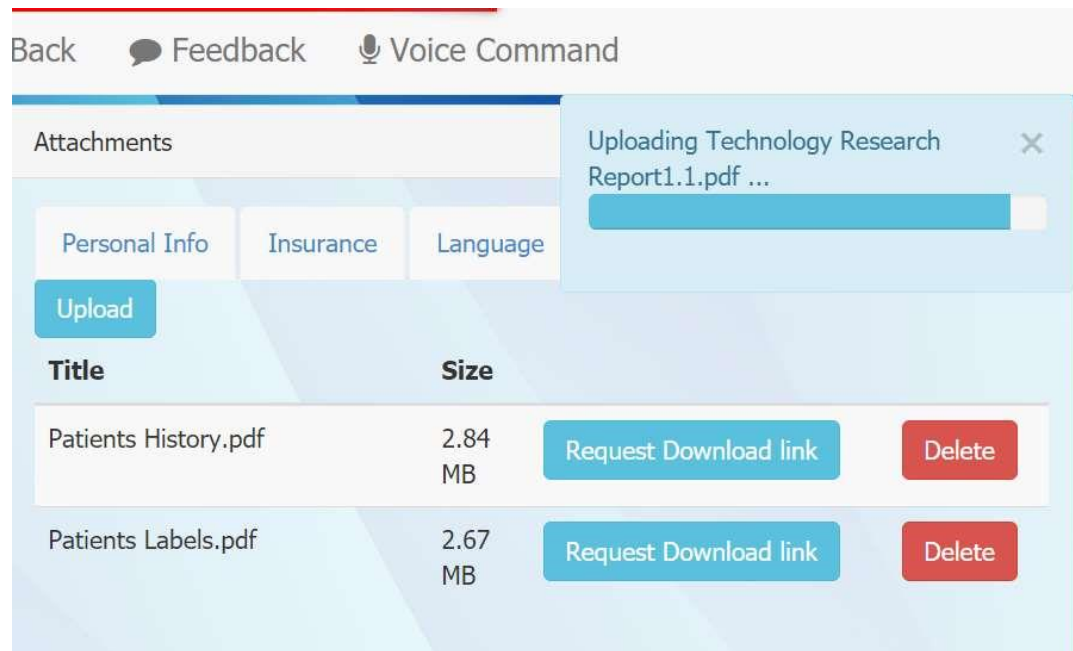 Back Feedback Voice Command
Attachments
Uploading Technology Research
Report1.1.pdf ...
×
Personal Info Insurance Language
Upload
Title Size
Patients History.pdf 2.84 MB Request Download link Delete
Patients Labels.pdf 2.67 MB Request Download link Delete